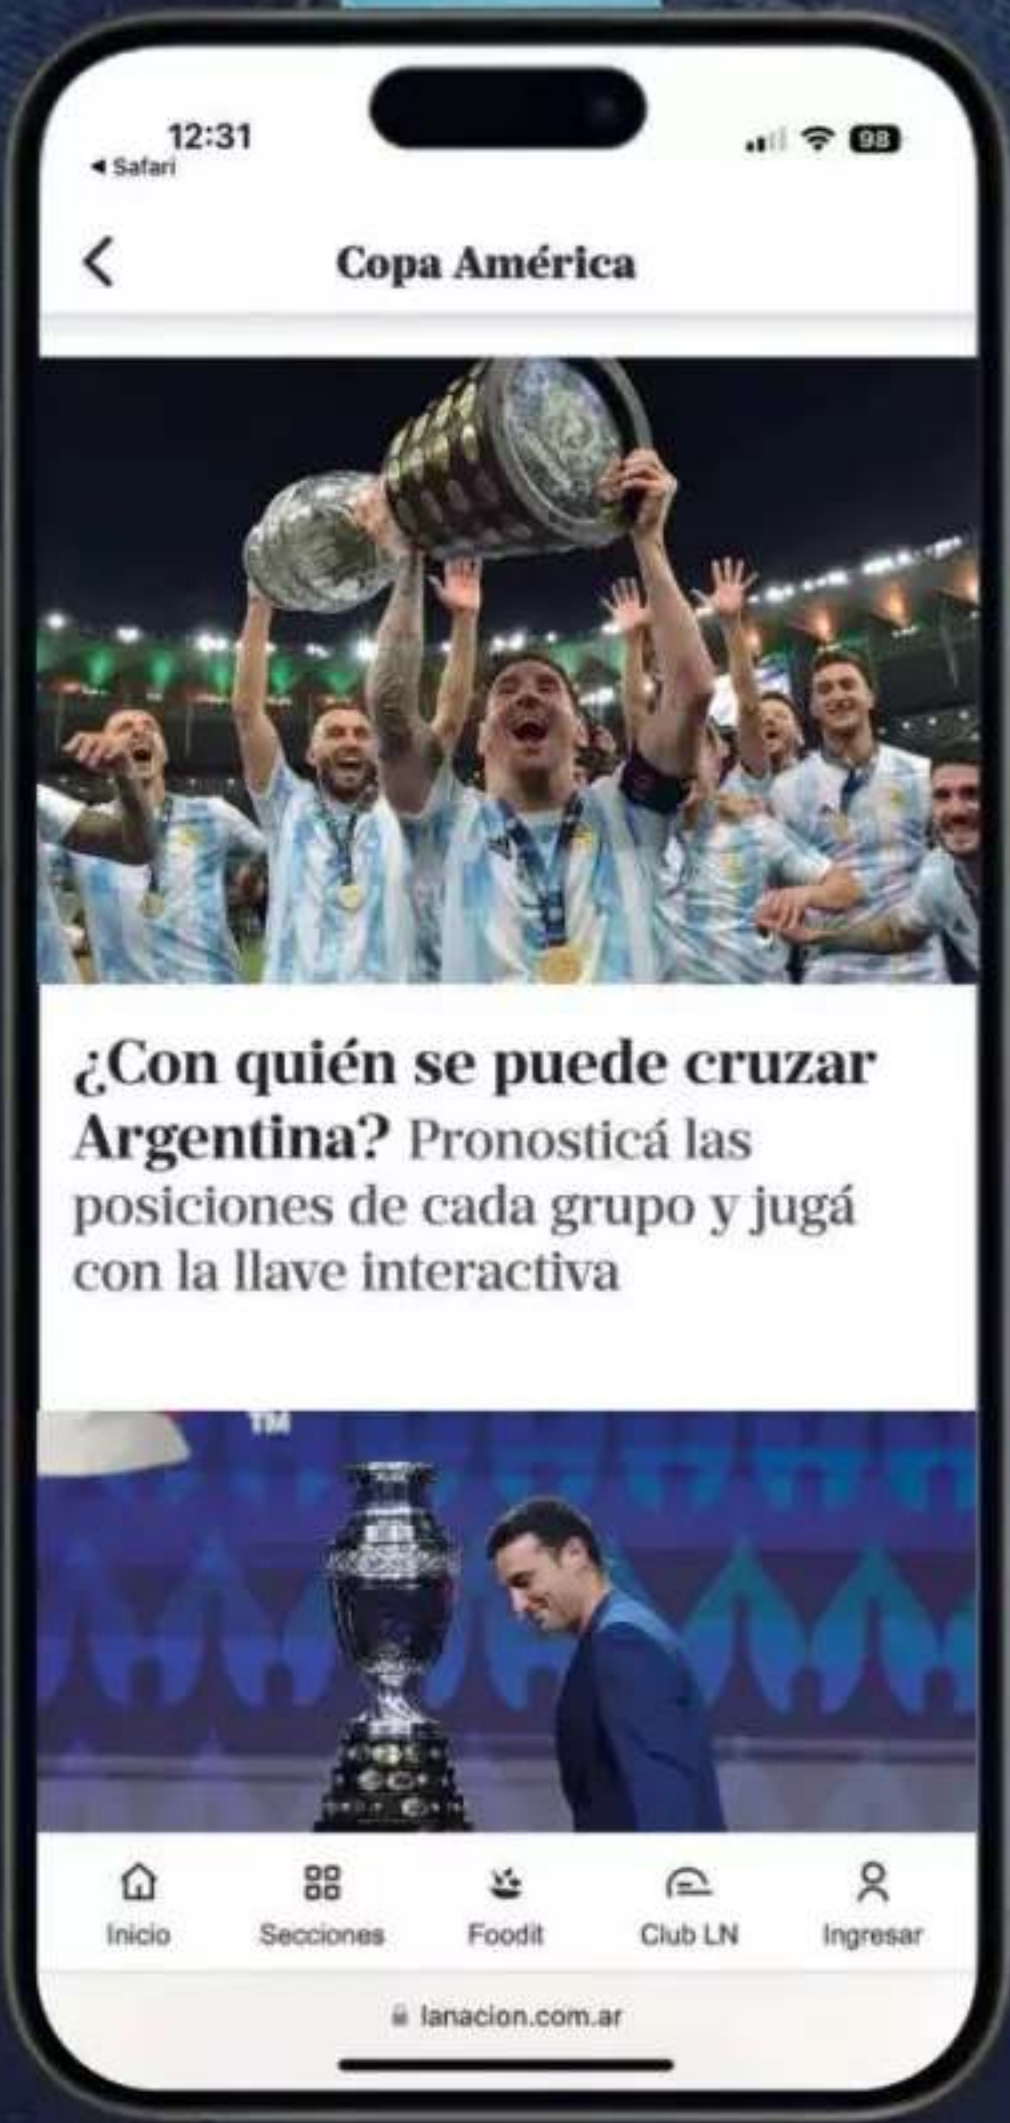 12:31
98
◀ Safari
Copa América
¿Con quién se puede cruzar
Argentina? Pronosticá las
posiciones de cada grupo y jugá
con la llave interactiva
TM
Inicio
Secciones
Foodit
Club LN
Ingresar
lanacion.com.ar